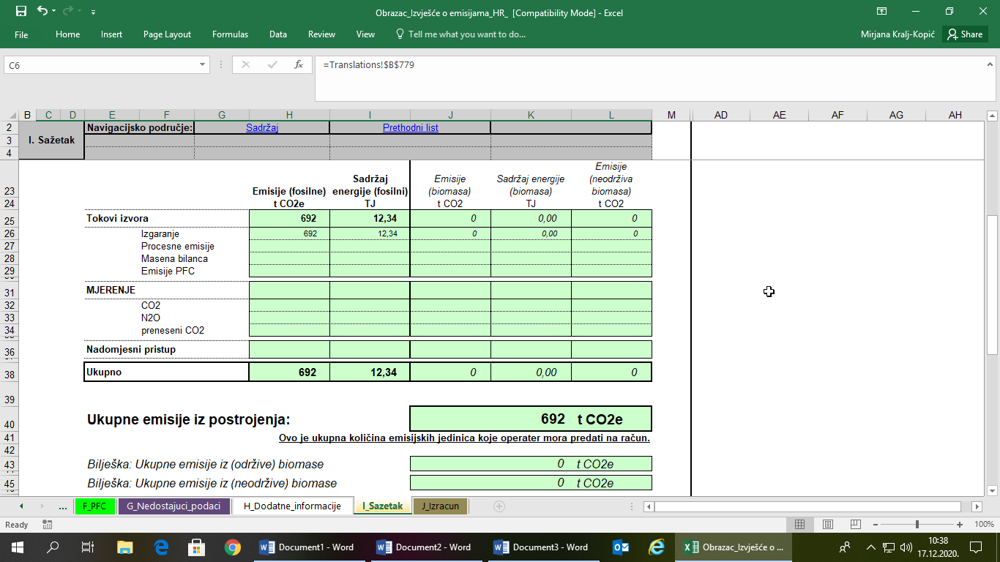 Obrazac_Izvješće o emisijama_HR_ [Compatibility Mode] - Excel
File Home Insert Page Layout Formulas Data Review View Tell me what you want to do... Mirjana Kralj-Kopić Share
C6 fx =Translations!$B$779
B C D E F G H I J K L M AD AE AF AG AH
2 Navigacijsko područje: Sadržaj Prethodni list
3 I. Sažetak
4
Emisije
Sadržaj Emisije Sadržaj energije (neodrživa
23 Emisije (fosilne) energije (fosilni) (biomasa) (biomasa) biomasa)
24 t CO2e TJ t CO2 TJ t CO2
25 Tokovi izvora 692 12,34 0 0,00 0
26 Izgaranje 692 12,34 0 0,00 0
27 Procesne emisije
28 Masena bilanca
29 Emisije PFC
31 MJERENJE
32 CO2
33 N2O
34 preneseni CO2
36 Nadomjesni pristup
38 Ukupno 692 12,34 0 0,00 0
39
40 Ukupne emisije iz postrojenja: 692 t CO2e
41 Ovo je ukupna količina emisijskih jedinica koje operater mora predati na račun.
42
43 Bilješka: Ukupne emisije iz (održive) biomase 0 t CO2e
45 Bilješka: Ukupne emisije iz (neodržive) biomase 0 t CO2e
... F_PFC G_Nedostajuci_podaci H_Dodatne_informacije I_Sazetak J_Izracun
Ready 100%
Document1 - Word Document2 - Word Document3 - Word Obrazac_Izvješće o ... 10:38
17.12.2020.